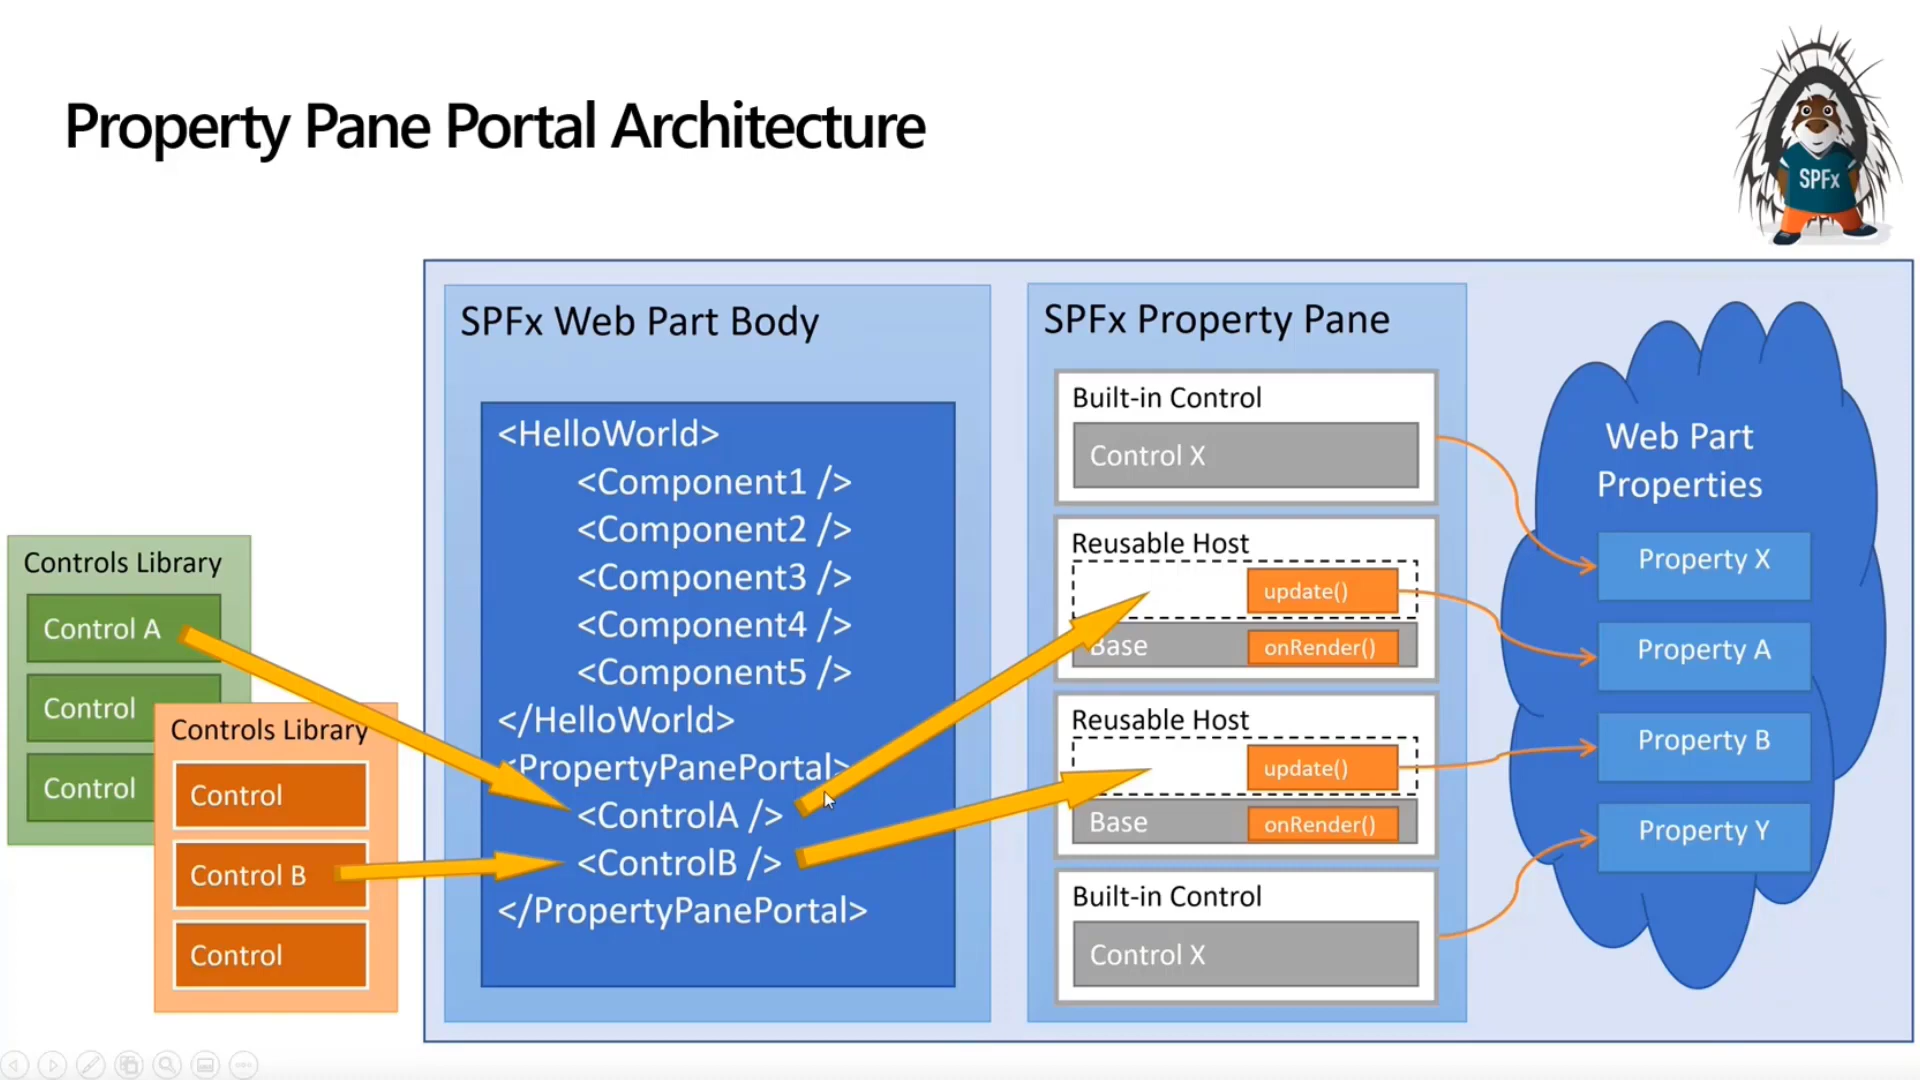 Property Pane Portal Architecture
SPFx
Controls Library
Control A
Control
Control
Controls Library
Control
Control B
Control
SPFx Web Part Body
<HelloWorld>
<Component1 />
<Component2 />
<Component3 />
<Component4 />
<Component5 />
</HelloWorld>
<PropertyPanePortal>
<ControlA />
<ControlB />
</PropertyPanePortal>
SPFx Property Pane
Built-in Control
Control X
Reusable Host
update()
Base
onRender()
Reusable Host
update()
Base
onRender()
Built-in Control
Control X
Web Part
Properties
Property X
Property A
Property B
Property Y